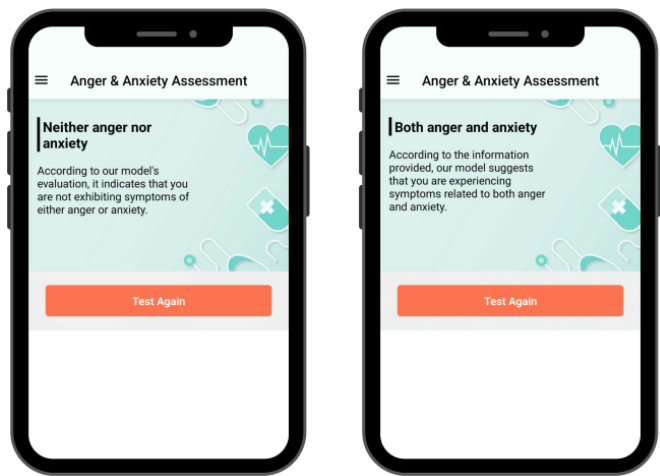 Anger & Anxiety Assessment
Neither anger nor
anxiety
According to our model's
evaluation, it indicates that you
are not exhibiting symptoms of
either anger or anxiety.
Test Again
Anger & Anxiety Assessment
Both anger and anxiety
According to the information
provided, our model suggests
that you are experiencing
symptoms related to both anger
and anxiety.
Test Again